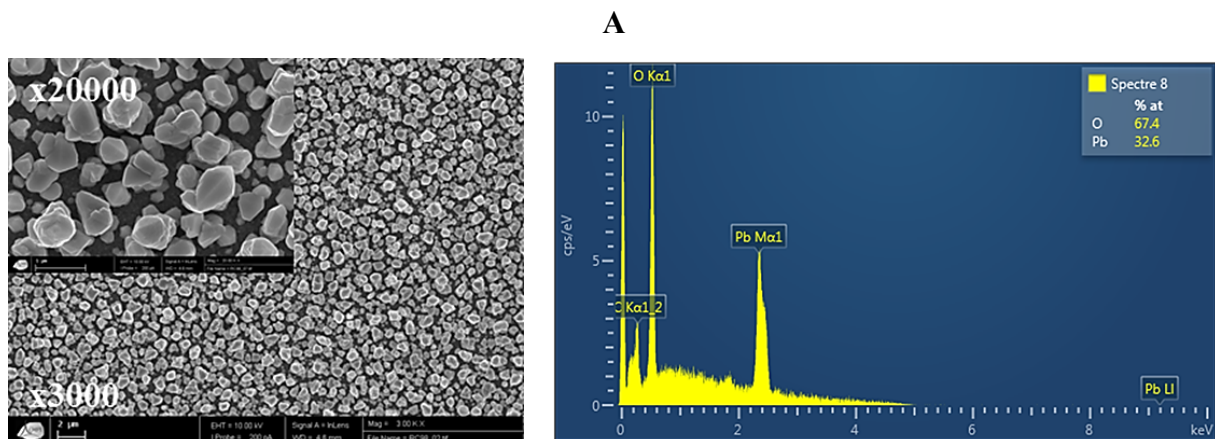 A
x20000
x3000
2 µm
EHT = 10.00 kV
I Probe = 200 pA
Signal A = InLens
WD = 4.6 mm
Mag = 3.00 K X
O Kα1
Kα1_2
Pb Mα1
Pb Ll
Spectre 8
% at
O 67.4
Pb 32.6
cps/eV
10
5
0
0
2
4
6
8
keV